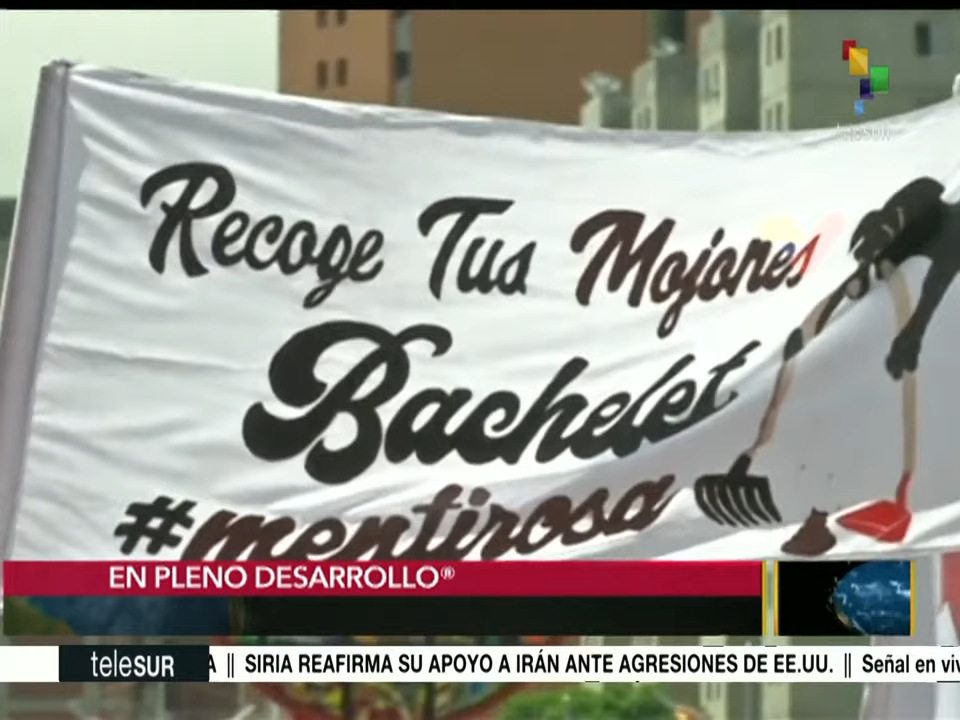 teleSUR
Recoge Tus Mojones
Bachelet
#mentirosa
EN PLENO DESARROLLO®
teleSUR A || SIRIA REAFIRMA SU APOYO A IRÁN ANTE AGRESIONES DE EE.UU. || Señal en viv